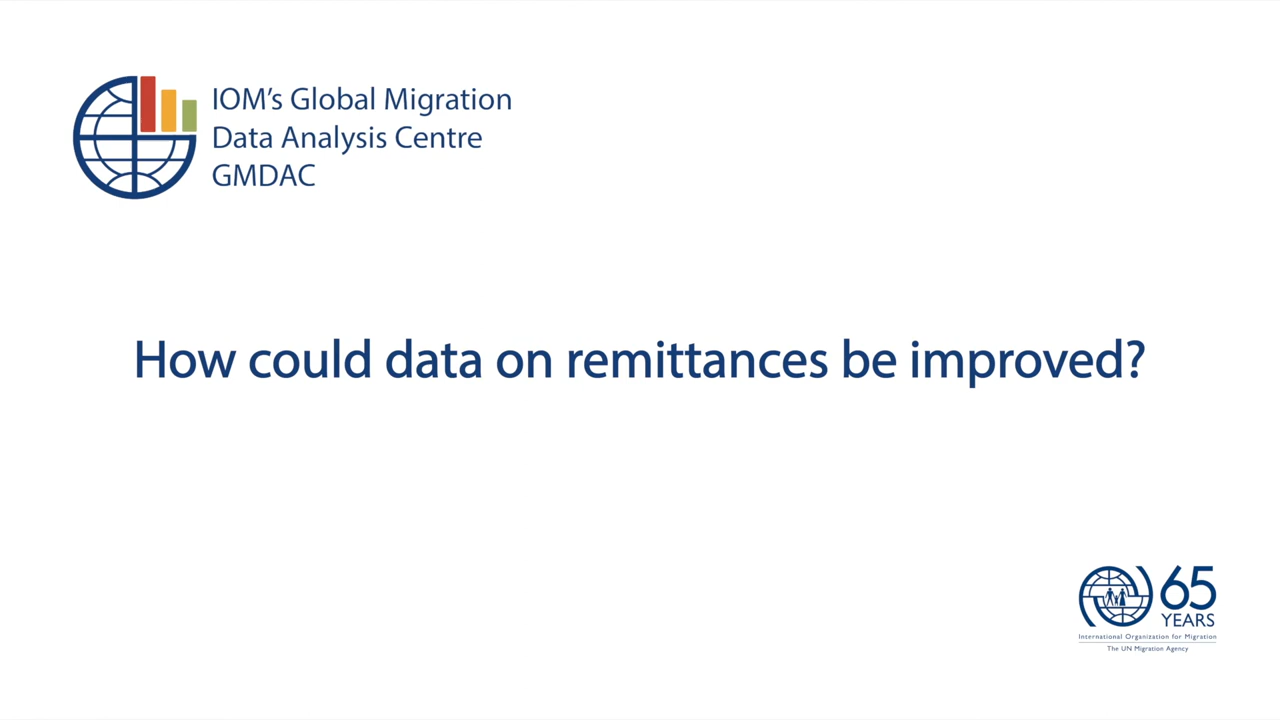 IOM's Global Migration
Data Analysis Centre
GMDAC
How could data on remittances be improved?
65
YEARS
International Organization for Migration
The UN Migration Agency